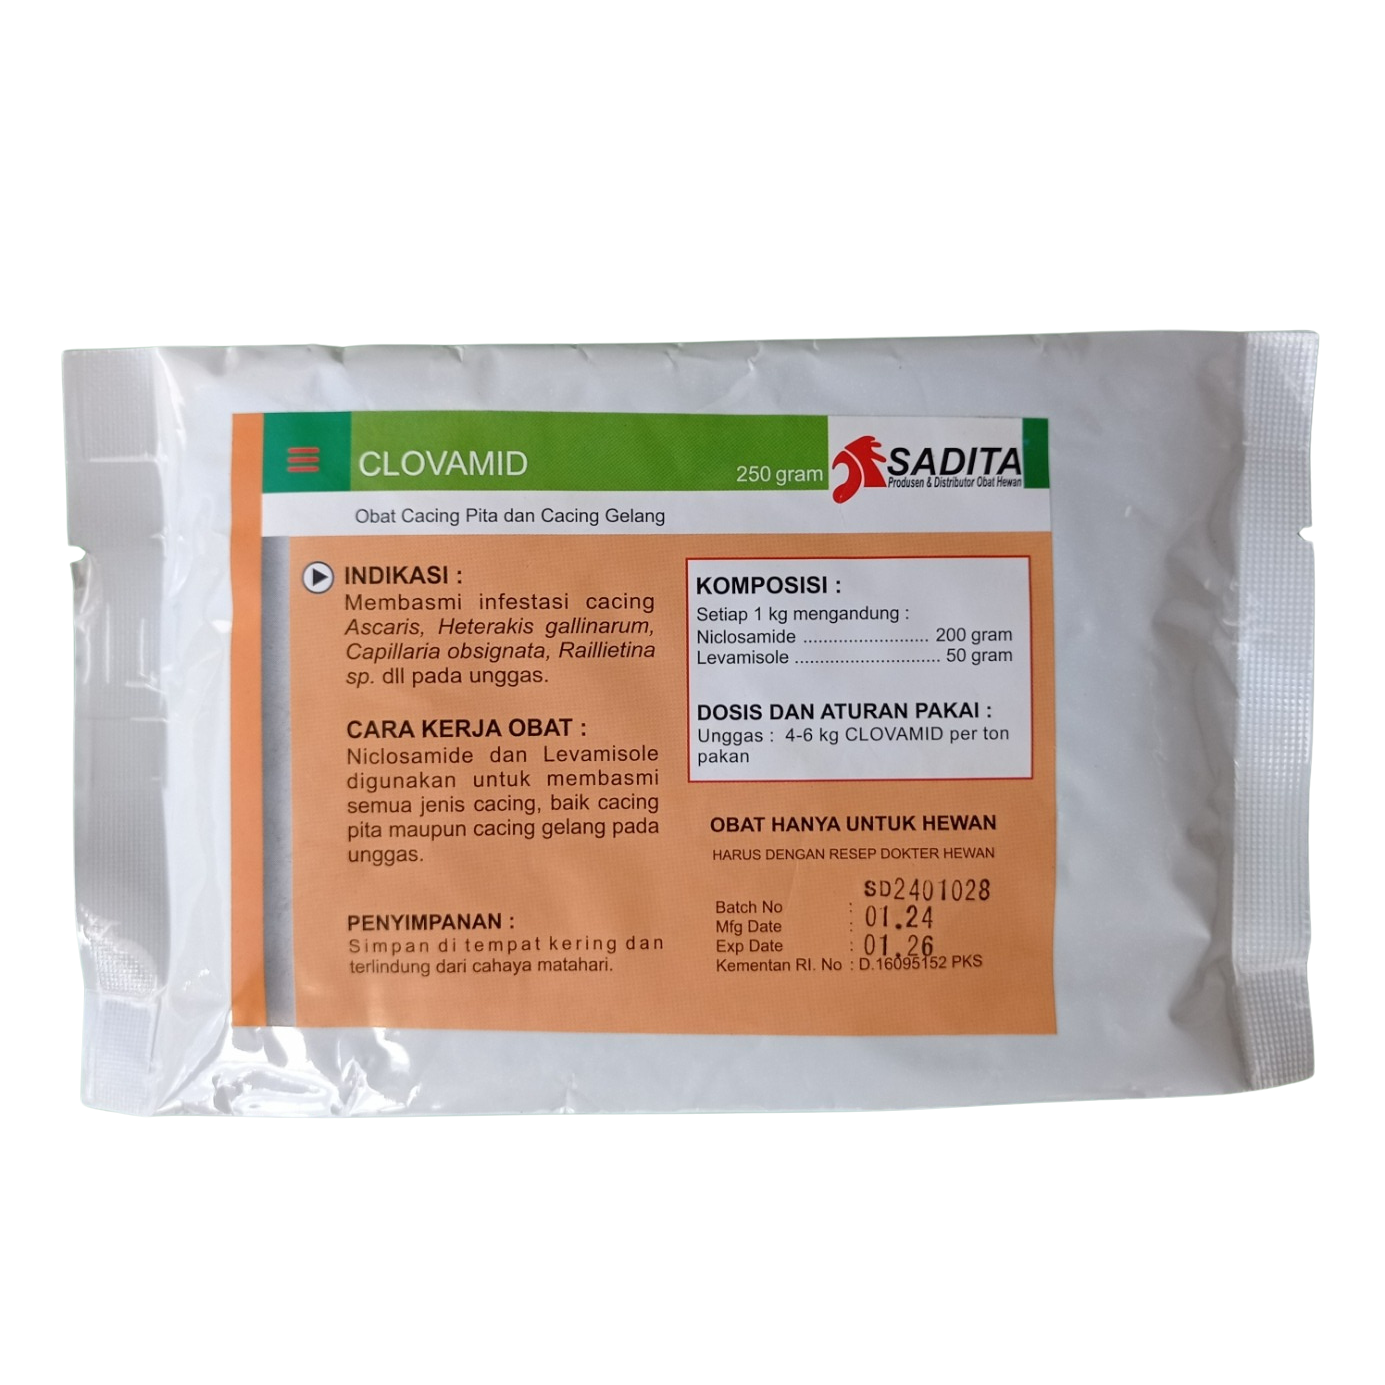 CLOVAMID
250 gram
SADITA
Produsen & Distributor Obat Hewan
Obat Cacing Pita dan Cacing Gelang
INDIKASI :
Membasmi infestasi cacing
Ascaris, Heterakis gallinarum,
Capillaria obsignata, Raillietina
sp. dll pada unggas.
CARA KERJA OBAT :
Niclosamide dan Levamisole
digunakan untuk membasmi
semua jenis cacing, baik cacing
pita maupun cacing gelang pada
unggas.
PENYIMPANAN :
Simpan di tempat kering dan
terlindung dari cahaya matahari.
KOMPOSISI :
Setiap 1 kg mengandung :
Niclosamide ......................... 200 gram
Levamisole ............................. 50 gram
DOSIS DAN ATURAN PAKAI :
Unggas : 4-6 kg CLOVAMID per ton
pakan
OBAT HANYA UNTUK HEWAN
HARUS DENGAN RESEP DOKTER HEWAN
Batch No : SD2401028
Mfg Date : 01.24
Exp Date : 01.26
Kementan RI. No : D.16095152 PKS